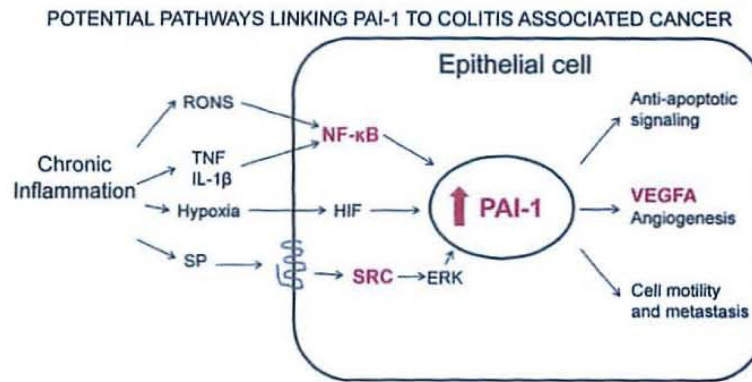 POTENTIAL PATHWAYS LINKING PAI-1 TO COLITIS ASSOCIATED CANCER
Epithelial cell
RONS
NF-κB
Anti-apoptotic
signaling
Chronic
Inflammation
TNF
IL-1β
Hypoxia
HIF
PAI-1
VEGFA
Angiogenesis
SP
SRC
ERK
Cell motility
and metastasis